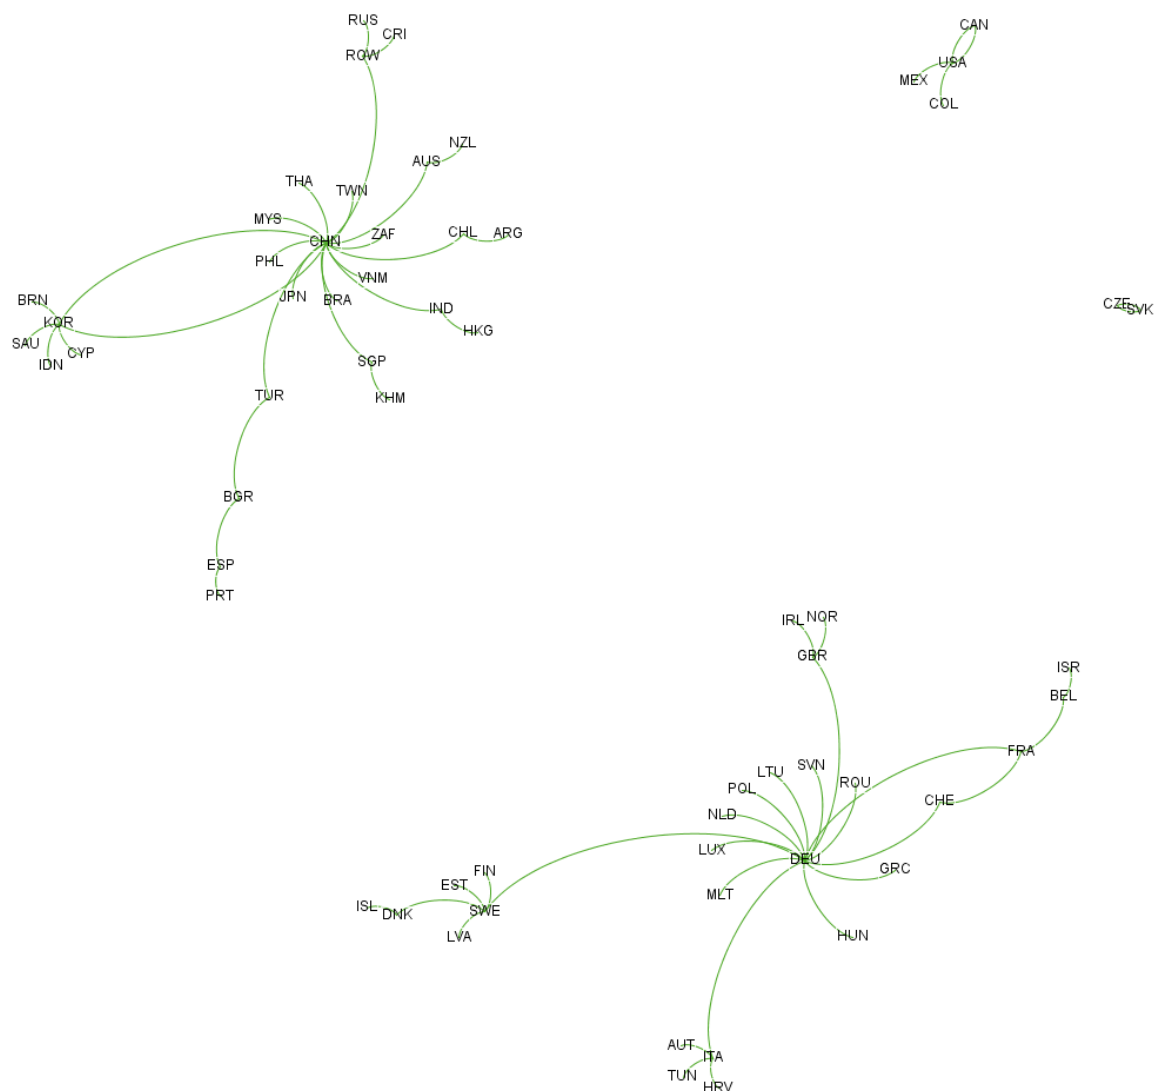 RUS
CRI
ROW
CAN
USA
MEX
COL
NZL
AUS
THA
TWN
MYS
CHN
ZAF
CHL
ARG
PHL
VNM
JPN
BRA
BRN
IND
KOR
HKG
SAU
CYP
IDN
SGP
TUR
KHM
CZE
SVK
BGR
ESP
PRT
IRL
NOR
GBR
ISR
BEL
FRA
SVN
LTU
ROU
POL
CHE
NLD
LUX
DEU
GRC
FIN
EST
MLT
ISL
DNK
SWE
LVA
HUN
AUT
ITA
TUN
HRV